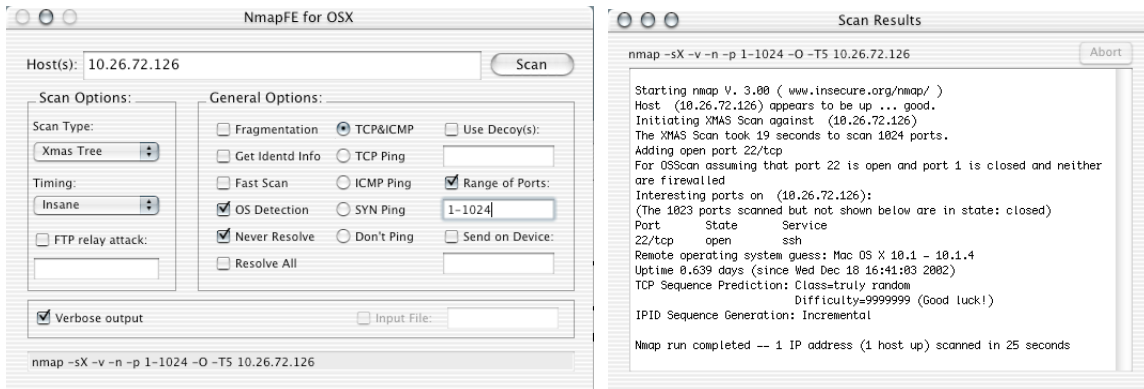 NmapFE for OSX
Host(s): 10.26.72.126 Scan
Scan Options:
Scan Type:
Xmas Tree
Timing:
Insane
FTP relay attack:
General Options:
Fragmentation TCP&ICMP Use Decoy(s):
Get Identd Info TCP Ping
Fast Scan ICMP Ping Range of Ports:
OS Detection SYN Ping 1-1024
Never Resolve Don't Ping Send on Device:
Resolve All
Verbose output Input File:
nmap -sX -v -n -p 1-1024 -O -T5 10.26.72.126
Scan Results
nmap -sX -v -n -p 1-1024 -O -T5 10.26.72.126 Abort
Starting nmap V. 3.00 ( www.insecure.org/nmap/ )
Host (10.26.72.126) appears to be up ... good.
Initiating XMAS Scan against (10.26.72.126)
The XMAS Scan took 19 seconds to scan 1024 ports.
Adding open port 22/tcp
For OSScan assuming that port 22 is open and port 1 is closed and neither
are firewalled
Interesting ports on (10.26.72.126):
(The 1023 ports scanned but not shown below are in state: closed)
Port State Service
22/tcp open ssh
Remote operating system guess: Mac OS X 10.1 - 10.1.4
Uptime 0.639 days (since Wed Dec 18 16:41:03 2002)
TCP Sequence Prediction: Class=truly random
Difficulty=9999999 (Good luck!)
IPID Sequence Generation: Incremental
Nmap run completed -- 1 IP address (1 host up) scanned in 25 seconds